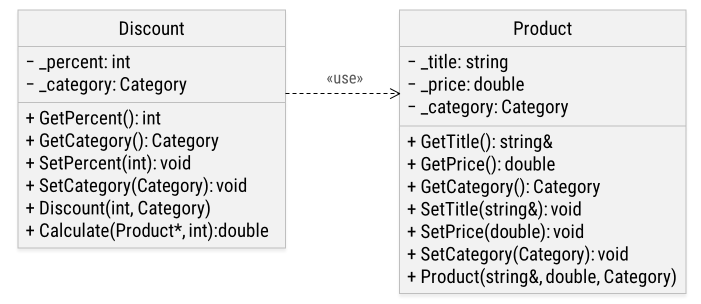 Discount
− _percent: int
− _category: Category
+ GetPercent(): int
+ GetCategory(): Category
+ SetPercent(int): void
+ SetCategory(Category): void
+ Discount(int, Category)
+ Calculate(Product*, int):double
«use»
Product
− _title: string
− _price: double
− _category: Category
+ GetTitle(): string&
+ GetPrice(): double
+ GetCategory(): Category
+ SetTitle(string&): void
+ SetPrice(double): void
+ SetCategory(Category): void
+ Product(string&, double, Category)